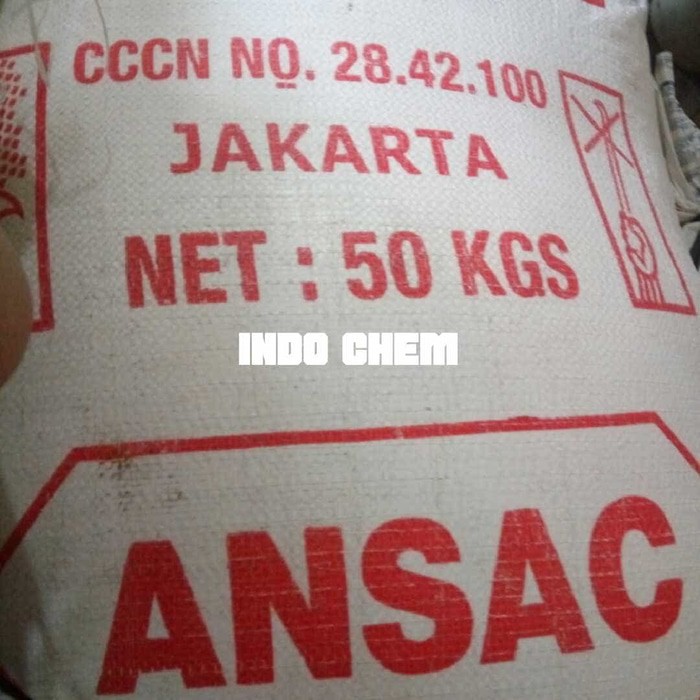 CCCN NO. 28.42.100
JAKARTA
NET : 50 KGS
INDO CHEM
ANSAC